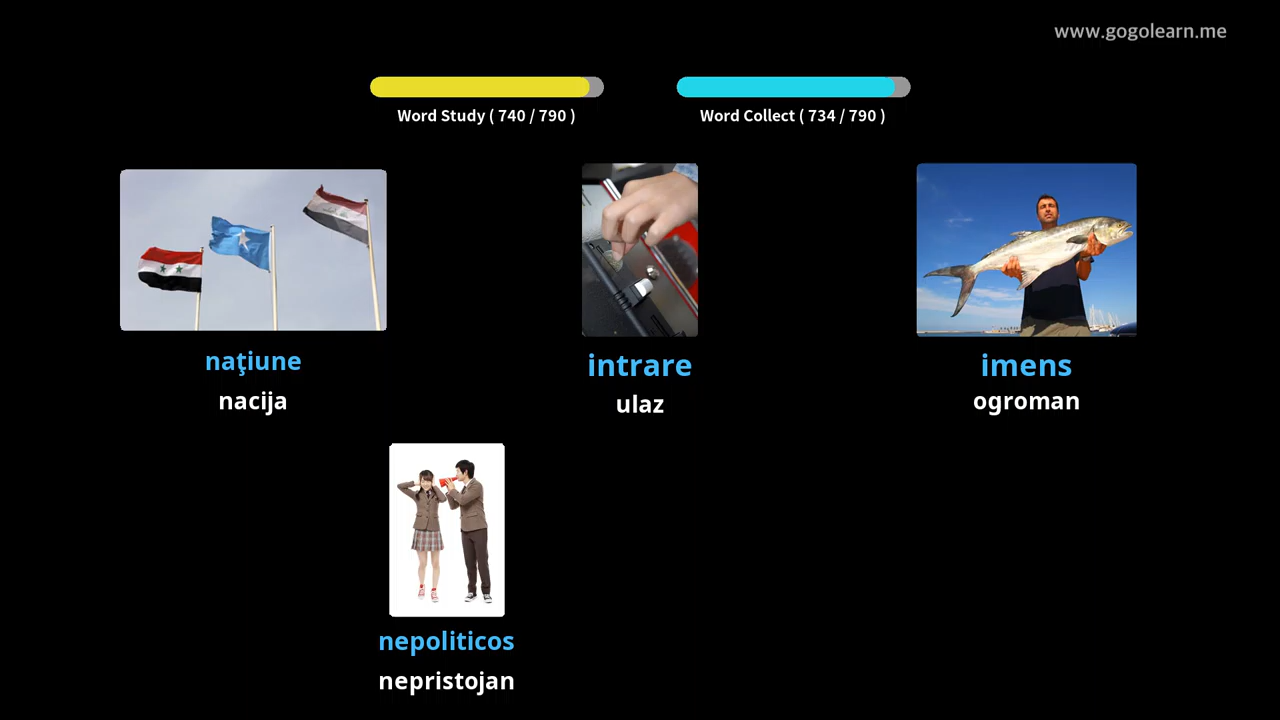 www.gogolearn.me
Word Study ( 740 / 790 )
Word Collect ( 734 / 790 )
naţiune
nacija
intrare
ulaz
imens
ogroman
nepoliticos
nepristojan